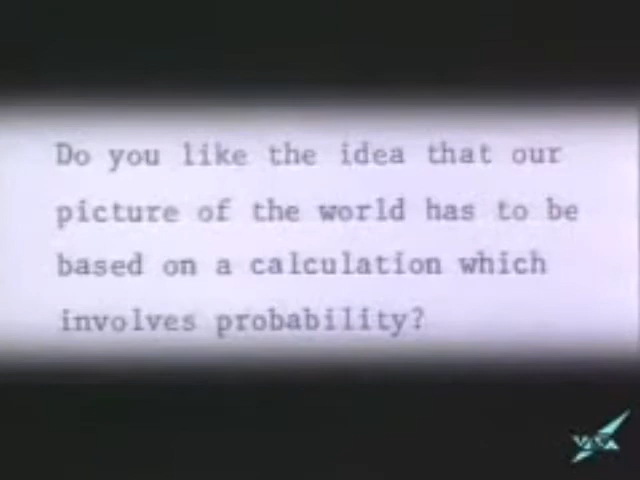 Do you like the idea that our
picture of the world has to be
based on a calculation which
involves probability?